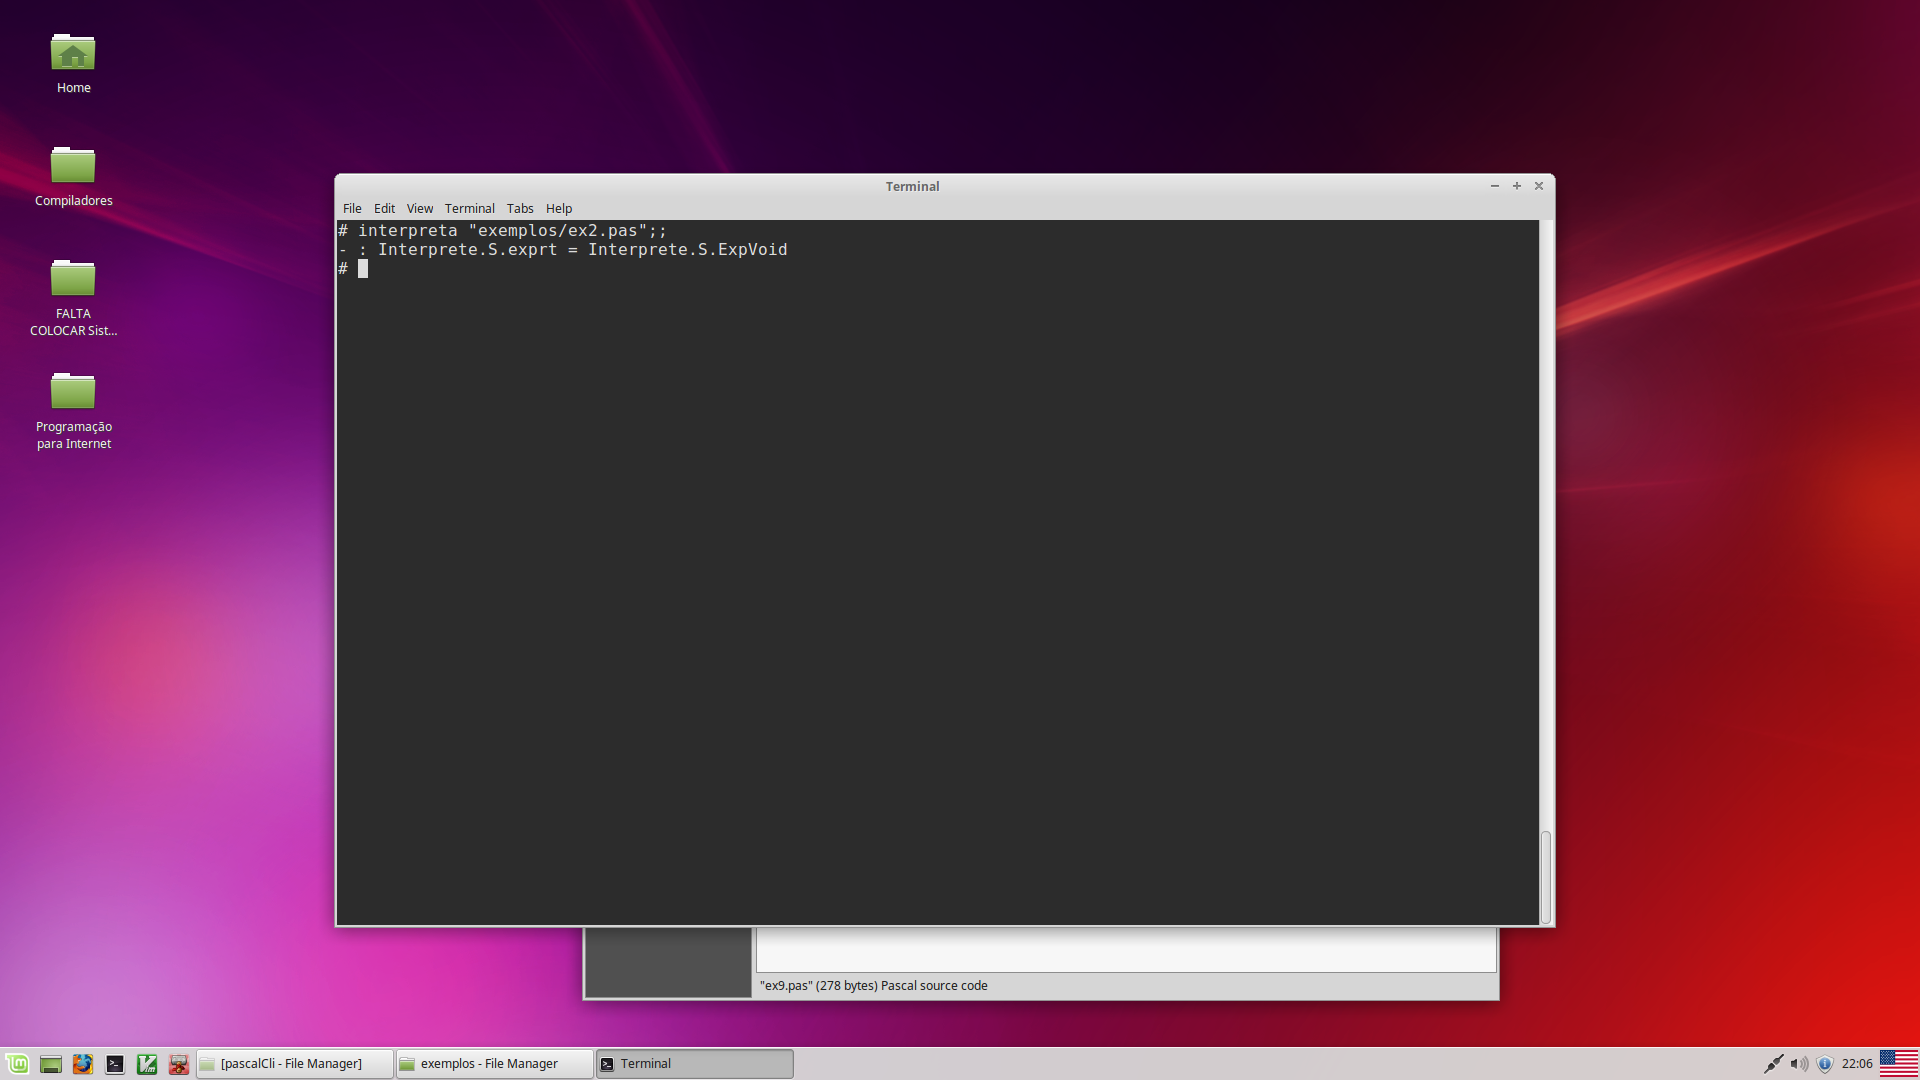 Home
Compiladores
FALTA
COLOCAR Sist...
Programação
para Internet
Terminal
File Edit View Terminal Tabs Help
# interpreta "exemplos/ex2.pas";;
- : Interprete.S.exprt = Interprete.S.ExpVoid
#
"ex9.pas" (278 bytes) Pascal source code
[pascalCli - File Manager] exemplos - File Manager Terminal 22:06